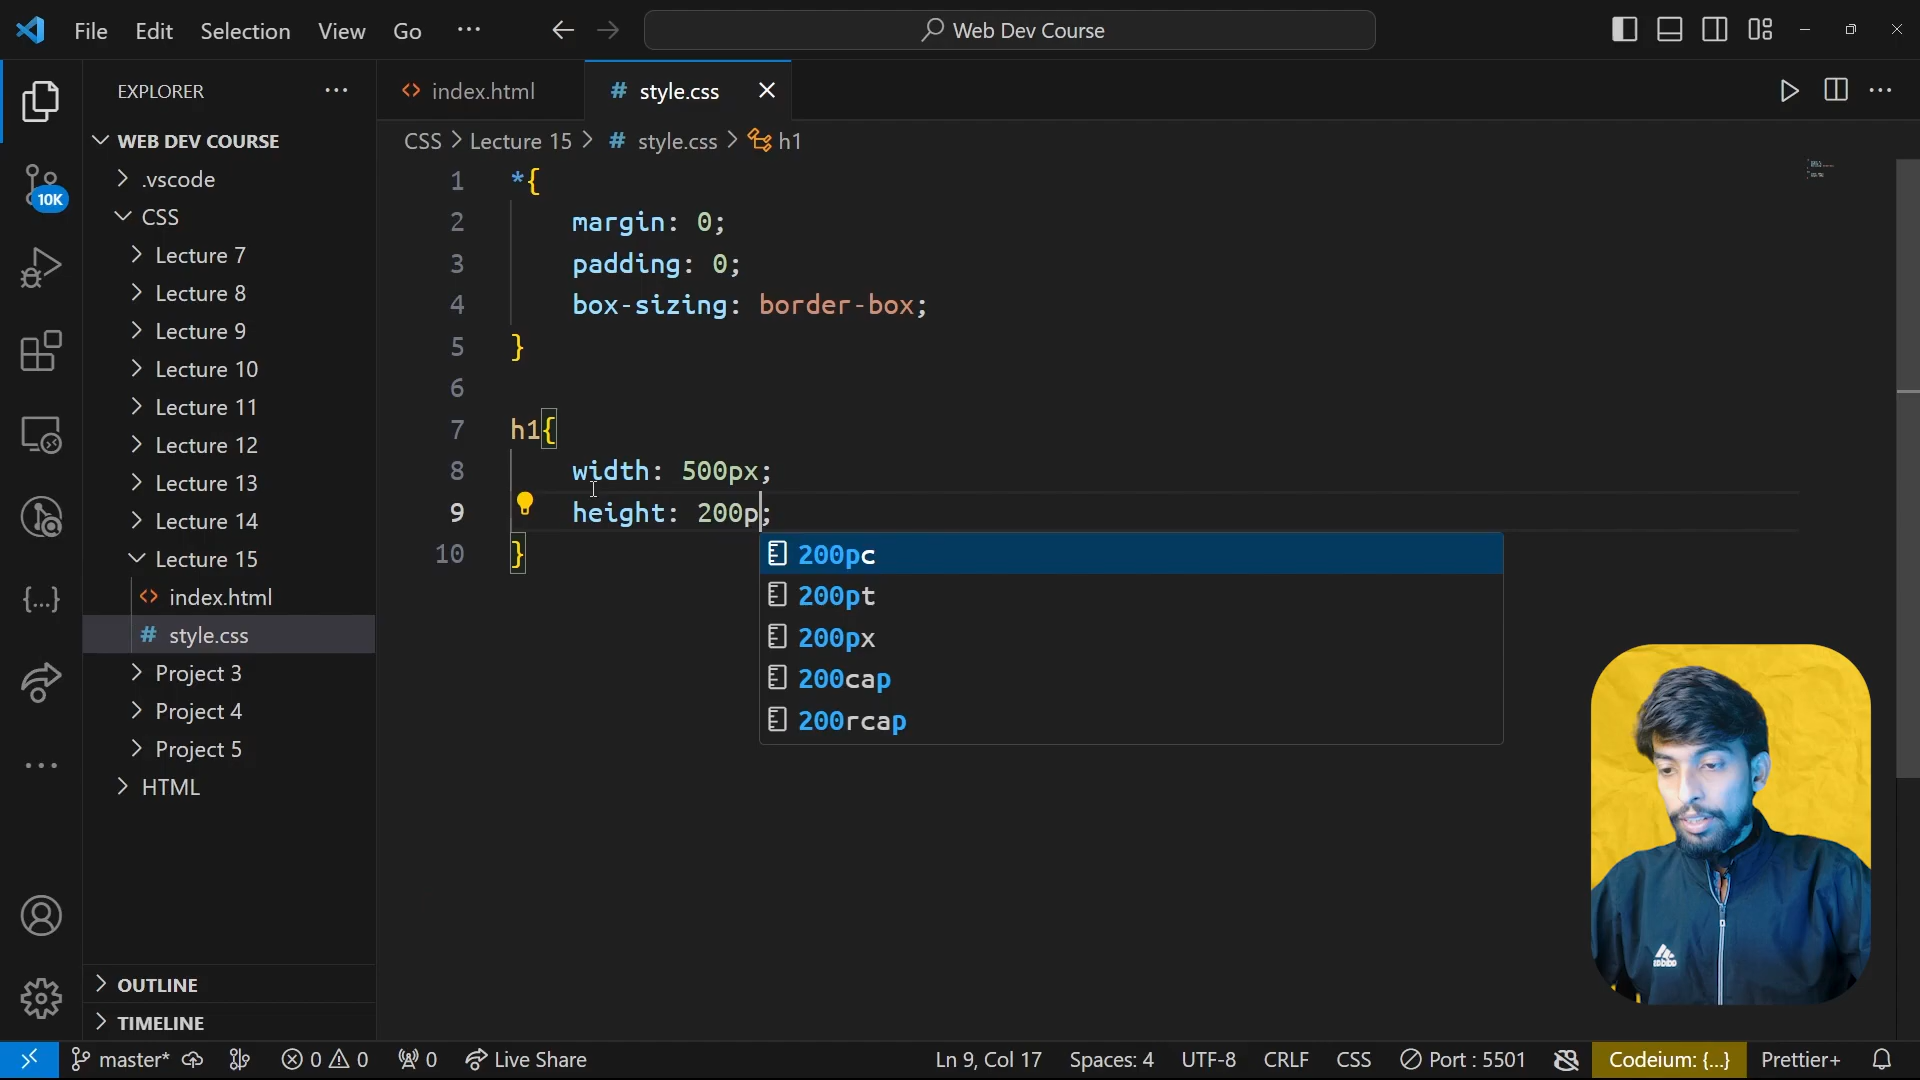 File Edit Selection View Go ··· Web Dev Course
EXPLORER ···
WEB DEV COURSE
.vscode
CSS
Lecture 7
Lecture 8
Lecture 9
Lecture 10
Lecture 11
Lecture 12
Lecture 13
Lecture 14
Lecture 15
index.html
style.css
Project 3
Project 4
Project 5
HTML
OUTLINE
TIMELINE
10K
{...}
index.html # style.css
CSS > Lecture 15 > # style.css > h1
1 *{
2 margin: 0;
3 padding: 0;
4 box-sizing: border-box;
5 }
6
7 h1{
8 width: 500px;
9 height: 200p;
10 }
200pc
200pt
200px
200cap
200rcap
master* 0 0 0 Live Share Ln 9, Col 17 Spaces: 4 UTF-8 CRLF CSS Port : 5501 Codeium: {...} Prettier+